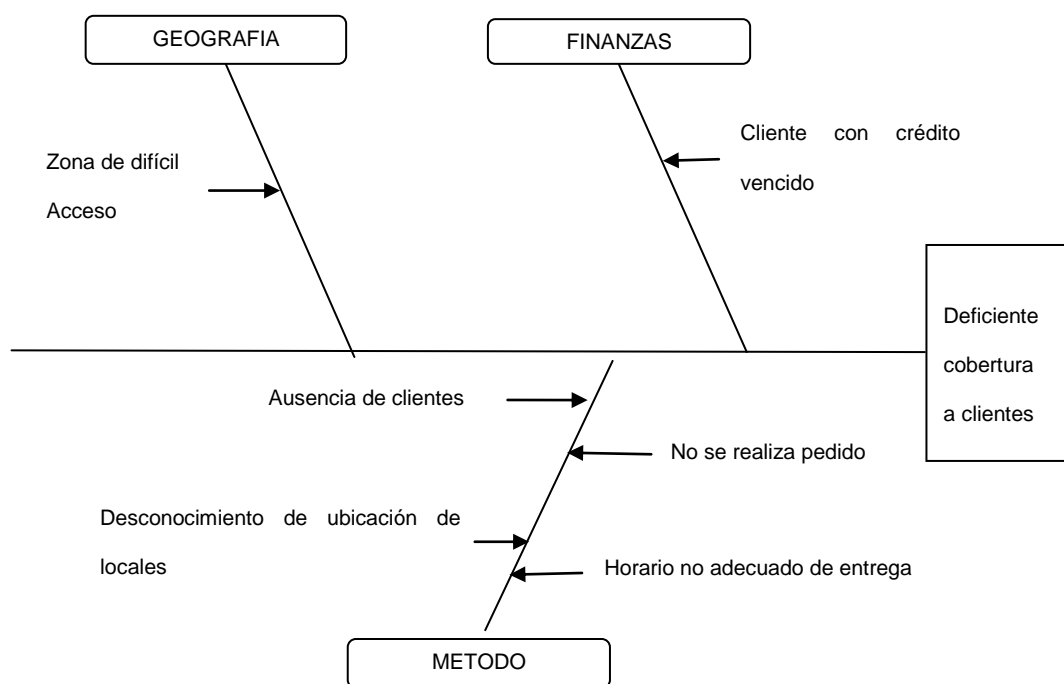 GEOGRAFIA
FINANZAS
Cliente con crédito
vencido
Zona de difícil
Acceso
Deficiente
cobertura
a clientes
Ausencia de clientes
No se realiza pedido
Desconocimiento de ubicación de
locales
Horario no adecuado de entrega
METODO